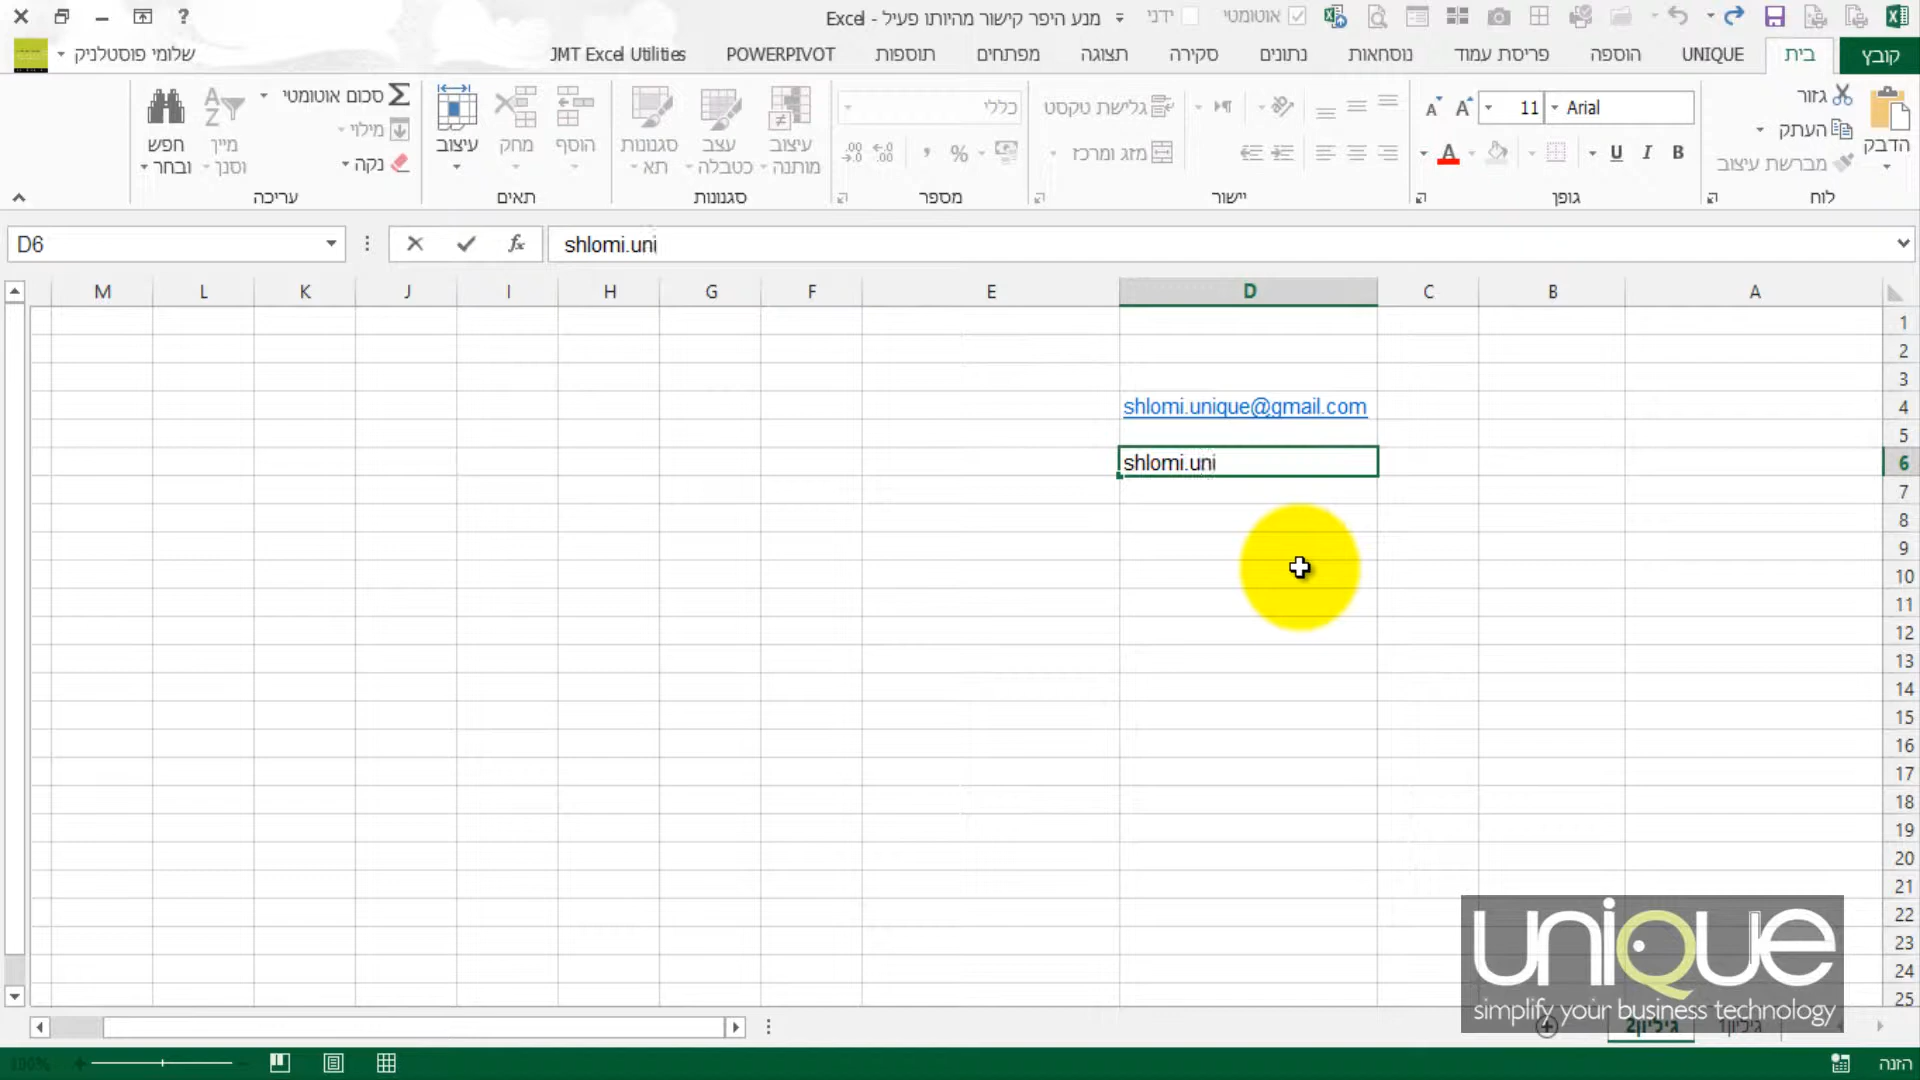 מנע היפר קישור מהיותו פעיל - Excel
אוטומטי
ידני
קובץ
בית
UNIQUE
הוספה
פריסת עמוד
נוסחאות
נתונים
סקירה
תצוגה
מפתחים
תוספות
POWERPIVOT
JMT Excel Utilities
שלומי פוסטלניק
הדבק
גזור
העתק
מברשת עיצוב
לוח
Arial
11
B I U
גופן
גלישת טקסט
מזג ומרכז
יישור
כללי
%
מספר
עיצוב מותנה
עצב כטבלה
סגנונות תא
סגנונות
הוסף
מחק
עיצוב
תאים
סכום אוטומטי
מילוי
נקה
מייך וסנן
חפש ובחר
עריכה
D6
fx
shlomi.uni
M L K J I H G F E D C B A
1
2
3
shlomi.unique@gmail.com 4
5
shlomi.uni 6
7
8
9
10
11
12
13
14
15
16
17
18
19
20
21
22
23
24
25
unique
simplify your business technology
גיליון1
גיליון2
הזנה
100%